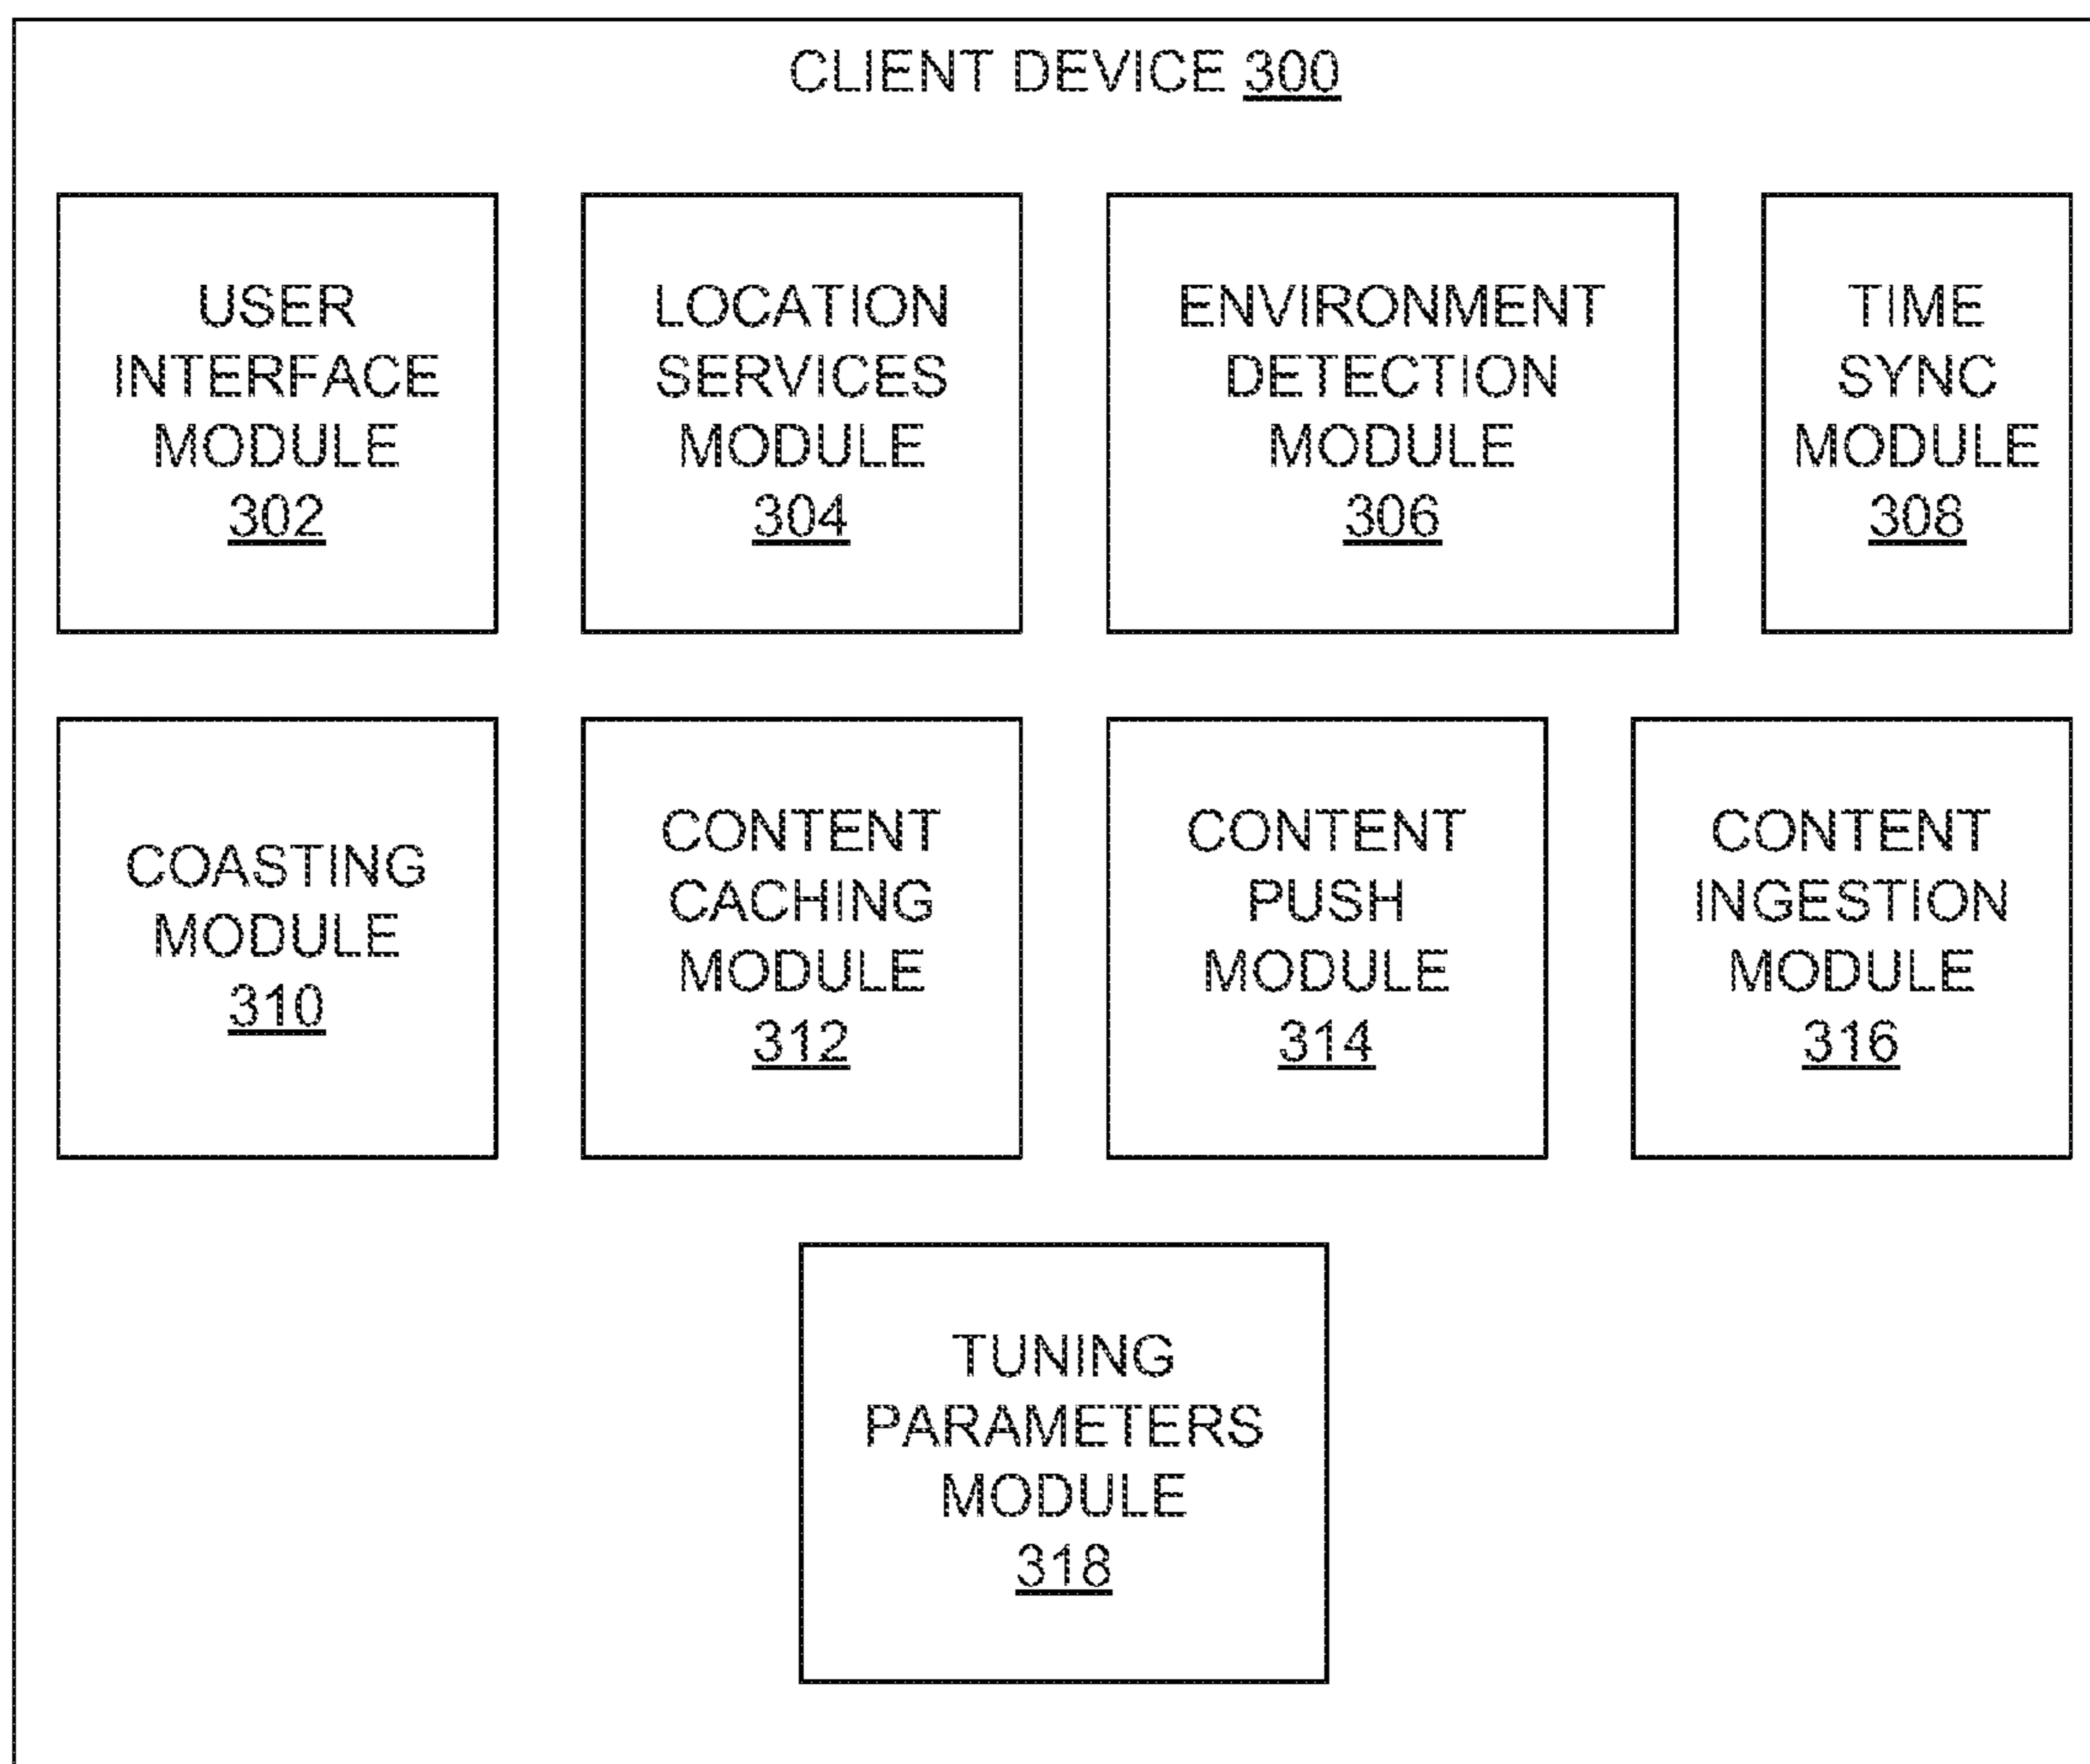 CLIENT DEVICE 300
USER
INTERFACE
MODULE
302
LOCATION
SERVICES
MODULE
304
ENVIRONMENT
DETECTION
MODULE
306
TIME
SYNC
MODULE
308
COASTING
MODULE
310
CONTENT
CACHING
MODULE
312
CONTENT
PUSH
MODULE
314
CONTENT
INGESTION
MODULE
316
TUNING
PARAMETERS
MODULE
318